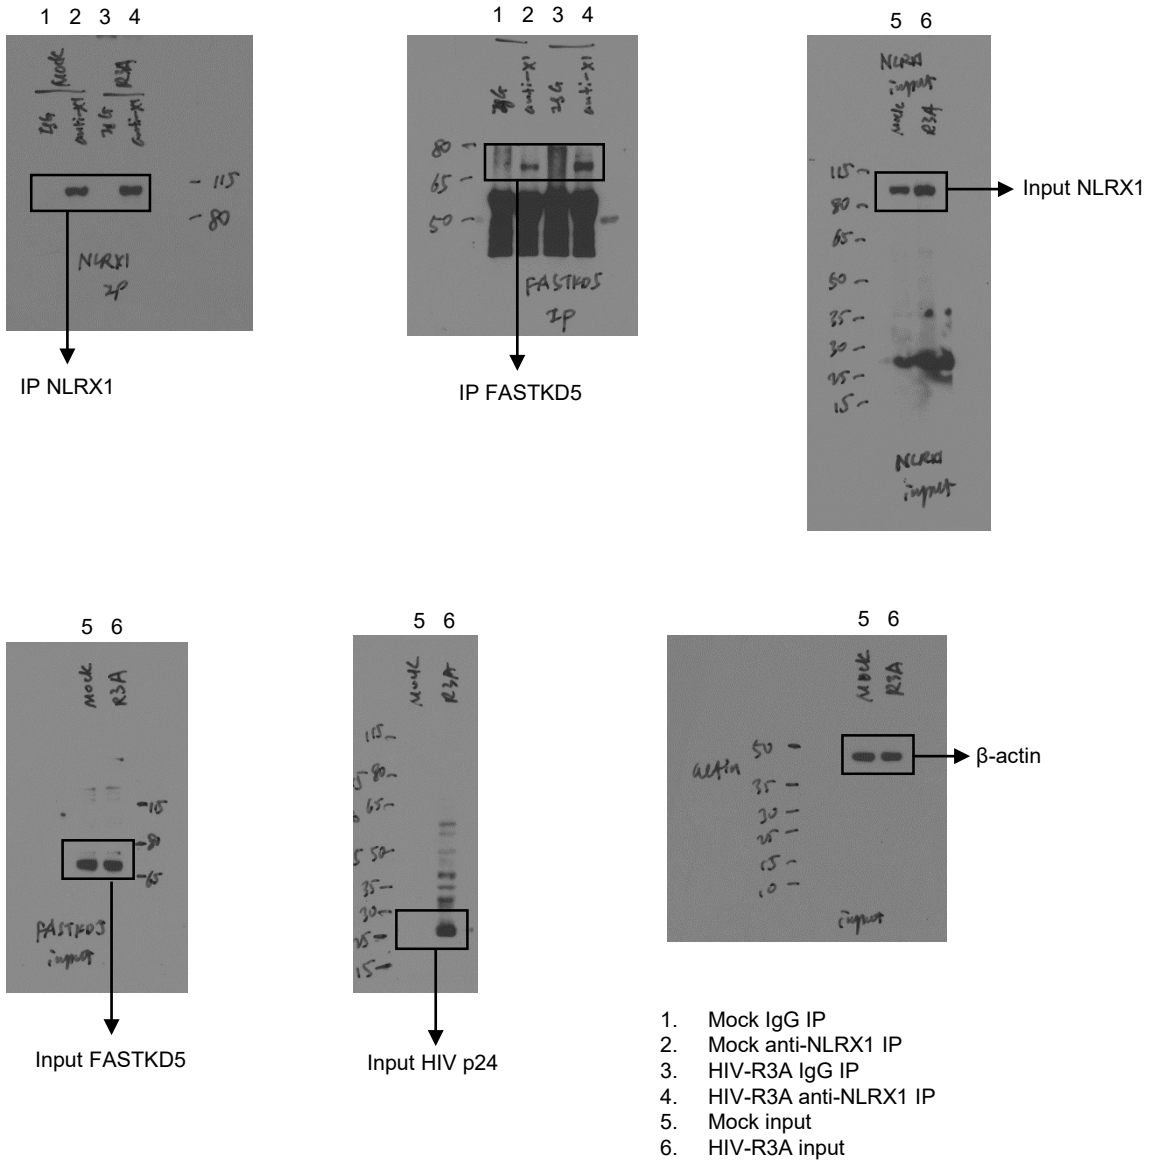 1 2 3 4
Mock R3A
IgG anti-X1 IgG anti-X1
115
80
NLRX1
IP
IP NLRX1
1 2 3 4
IgG anti-X1 IgG anti-X1
80
65
50
FASTKD5
IP
IP FASTKD5
5 6
NLRX1
input
Mock R3A
115
80
65
50
35
30
25
15
NLRX1
input
Input NLRX1
5 6
Mock R3A
115
80
65
FASTKD5
input
Input FASTKD5
5 6
Mock R3A
115
80
65
50
35
30
25
15
Input HIV p24
5 6
Mock R3A
actin
50
35
30
25
15
10
input
β-actin
1. Mock IgG IP
2. Mock anti-NLRX1 IP
3. HIV-R3A IgG IP
4. HIV-R3A anti-NLRX1 IP
5. Mock input
6. HIV-R3A input